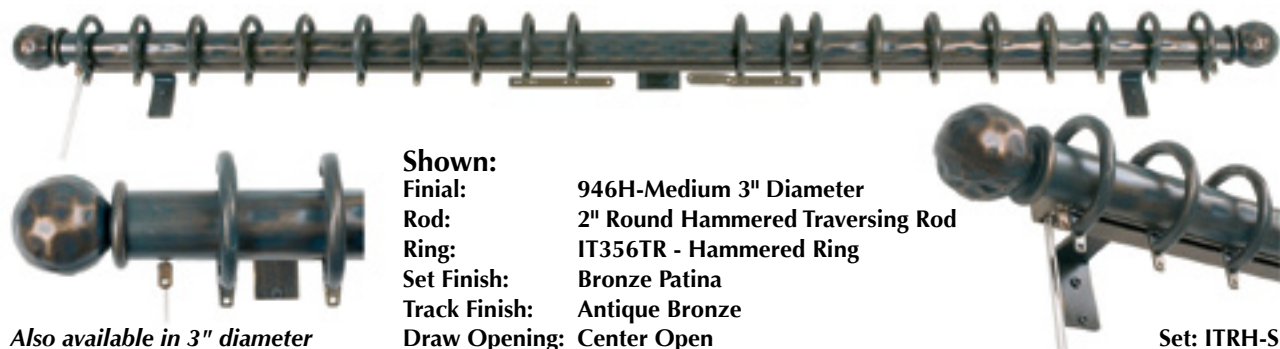 Shown:
Finial: 946H-Medium 3" Diameter
Rod: 2" Round Hammered Traversing Rod
Ring: IT356TR - Hammered Ring
Set Finish: Bronze Patina
Track Finish: Antique Bronze
Draw Opening: Center Open
Also available in 3" diameter
Set: ITRH-S